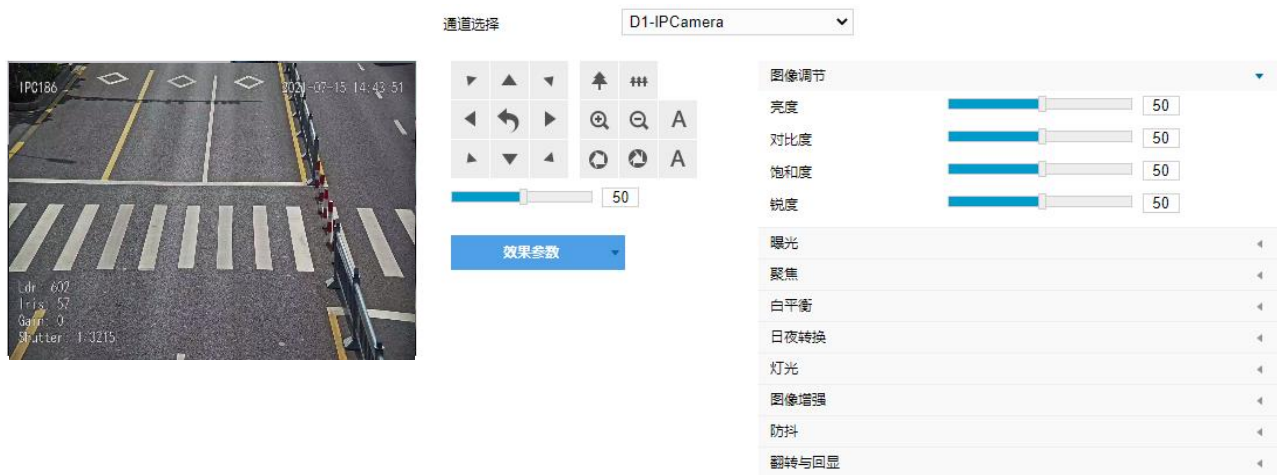 通道选择
D1-IPCamera
IPC186
2021-07-15 14:43:51
Ldr: 602
Iris: 57
Gain: 0
Shutter: 1/3215
A
A
50
效果参数
图像调节
亮度 50
对比度 50
饱和度 50
锐度 50
曝光
聚焦
白平衡
日夜转换
灯光
图像增强
防抖
翻转与回显